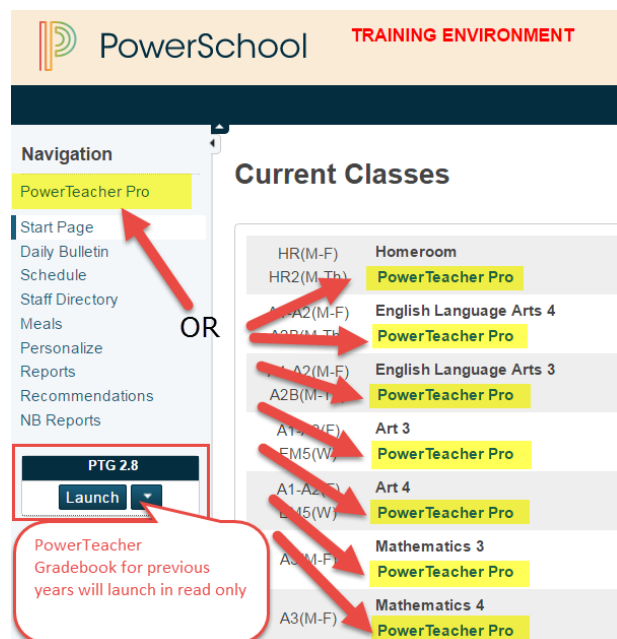 PowerSchool
TRAINING ENVIRONMENT
Navigation
PowerTeacher Pro
Start Page
Daily Bulletin
Schedule
Staff Directory
Meals
Personalize
Reports
Recommendations
NB Reports
OR
PTG 2.8
Launch
PowerTeacher
Gradebook for previous
years will launch in read only
Current Classes
HR(M-F) Homeroom
HR2(M-Th) PowerTeacher Pro
English Language Arts 4
PowerTeacher Pro
English Language Arts 3
PowerTeacher Pro
Art 3
PowerTeacher Pro
Art 4
PowerTeacher Pro
Mathematics 3
PowerTeacher Pro
A3(M-F) Mathematics 4
PowerTeacher Pro